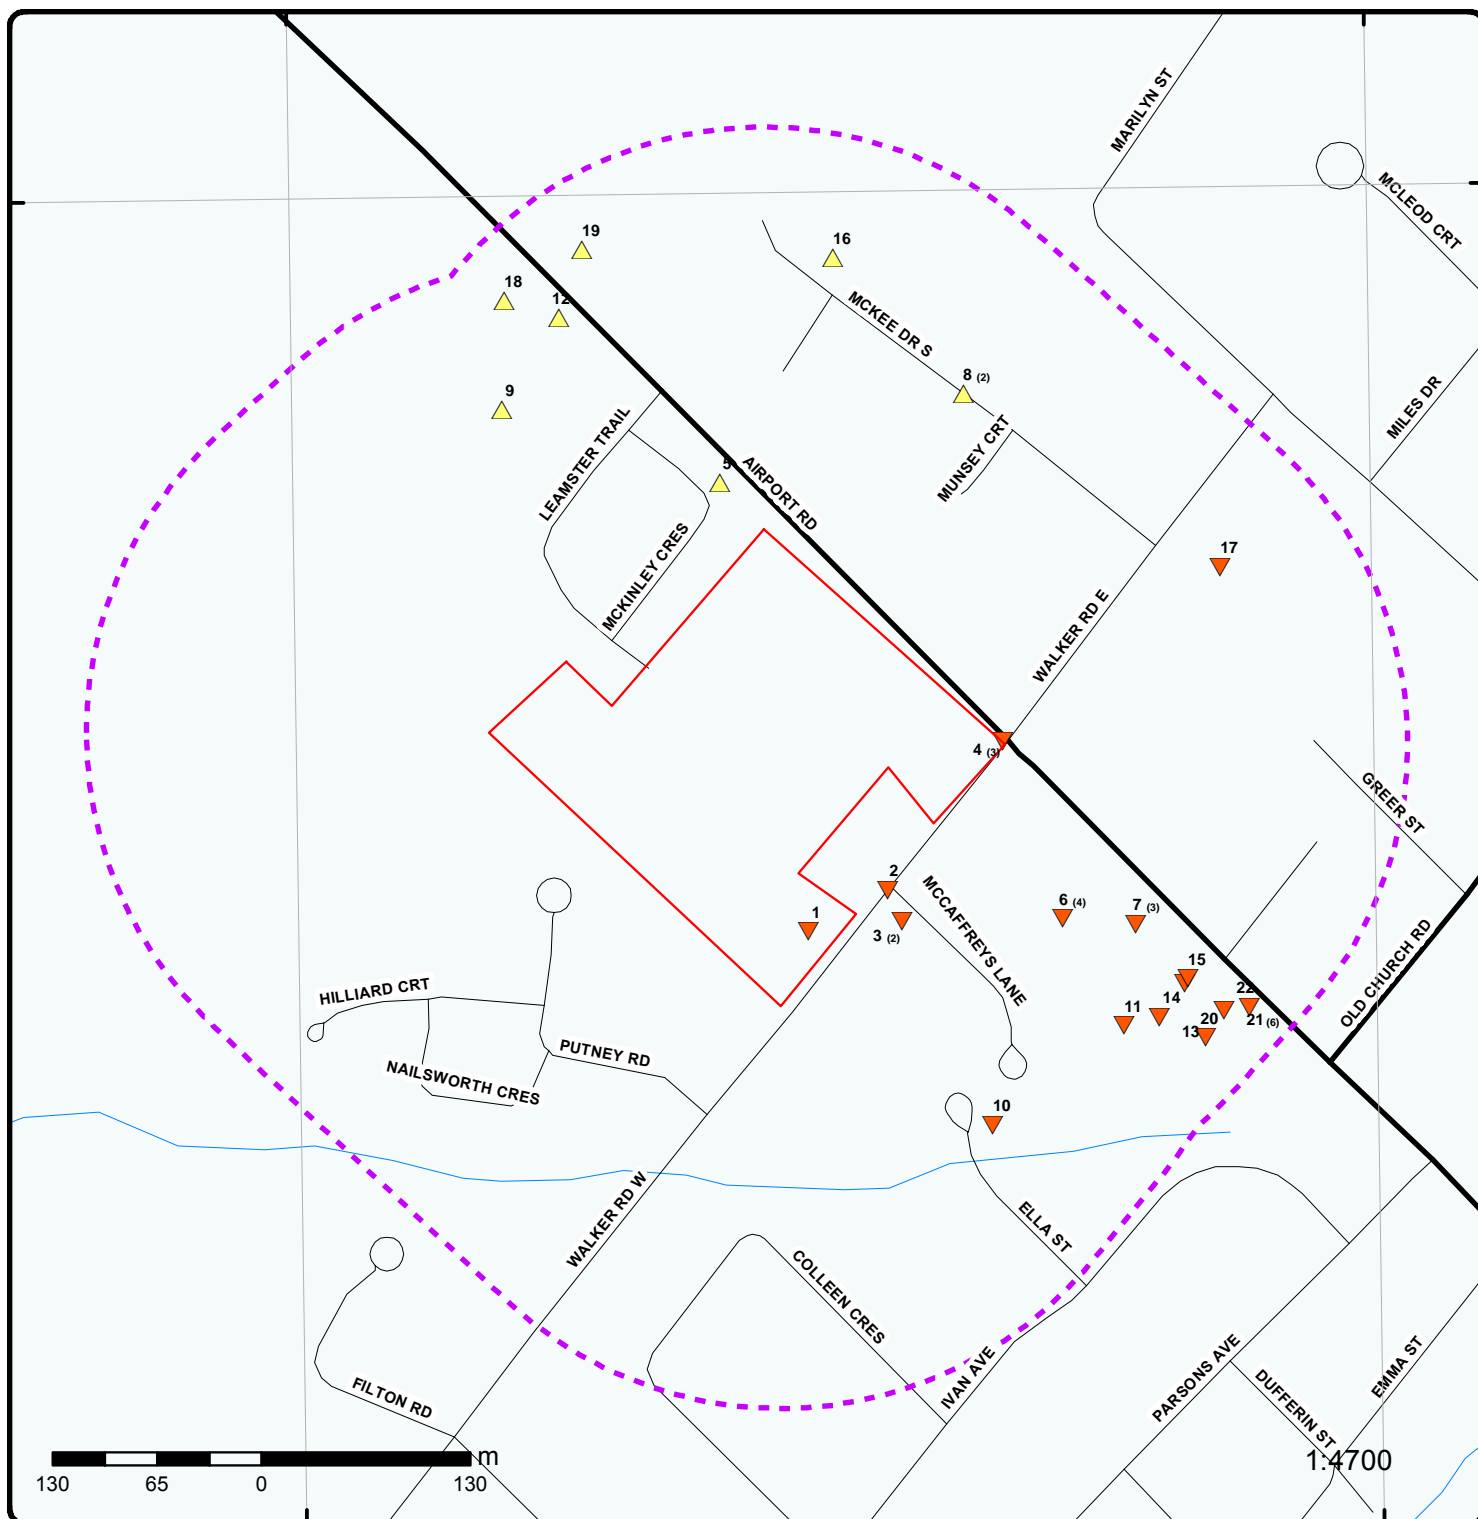 MARILYN ST
MCLEOD CRT
19
16
18
12
MCKEE DR S
8 (2)
9
MILES DR
LEAMSTER TRAIL
MUNSEY CRT
5
AIRPORT RD
MCKINLEY CRES
17
WALKER RD E
4 (3)
GREER ST
2
MCCAFFREYS LANE
6 (4)
7 (3)
1
3 (2)
OLD CHURCH RD
15
HILLIARD CRT
22
14
11
20
21 (6)
13
PUTNEY RD
NAILSWORTH CRES
10
WALKER RD W
ELLA ST
COLLEEN CRES
IVAN AVE
PARSONS AVE
EMMA ST
DUFFERIN ST
FILTON RD
m
1:4700
130 65 0 130